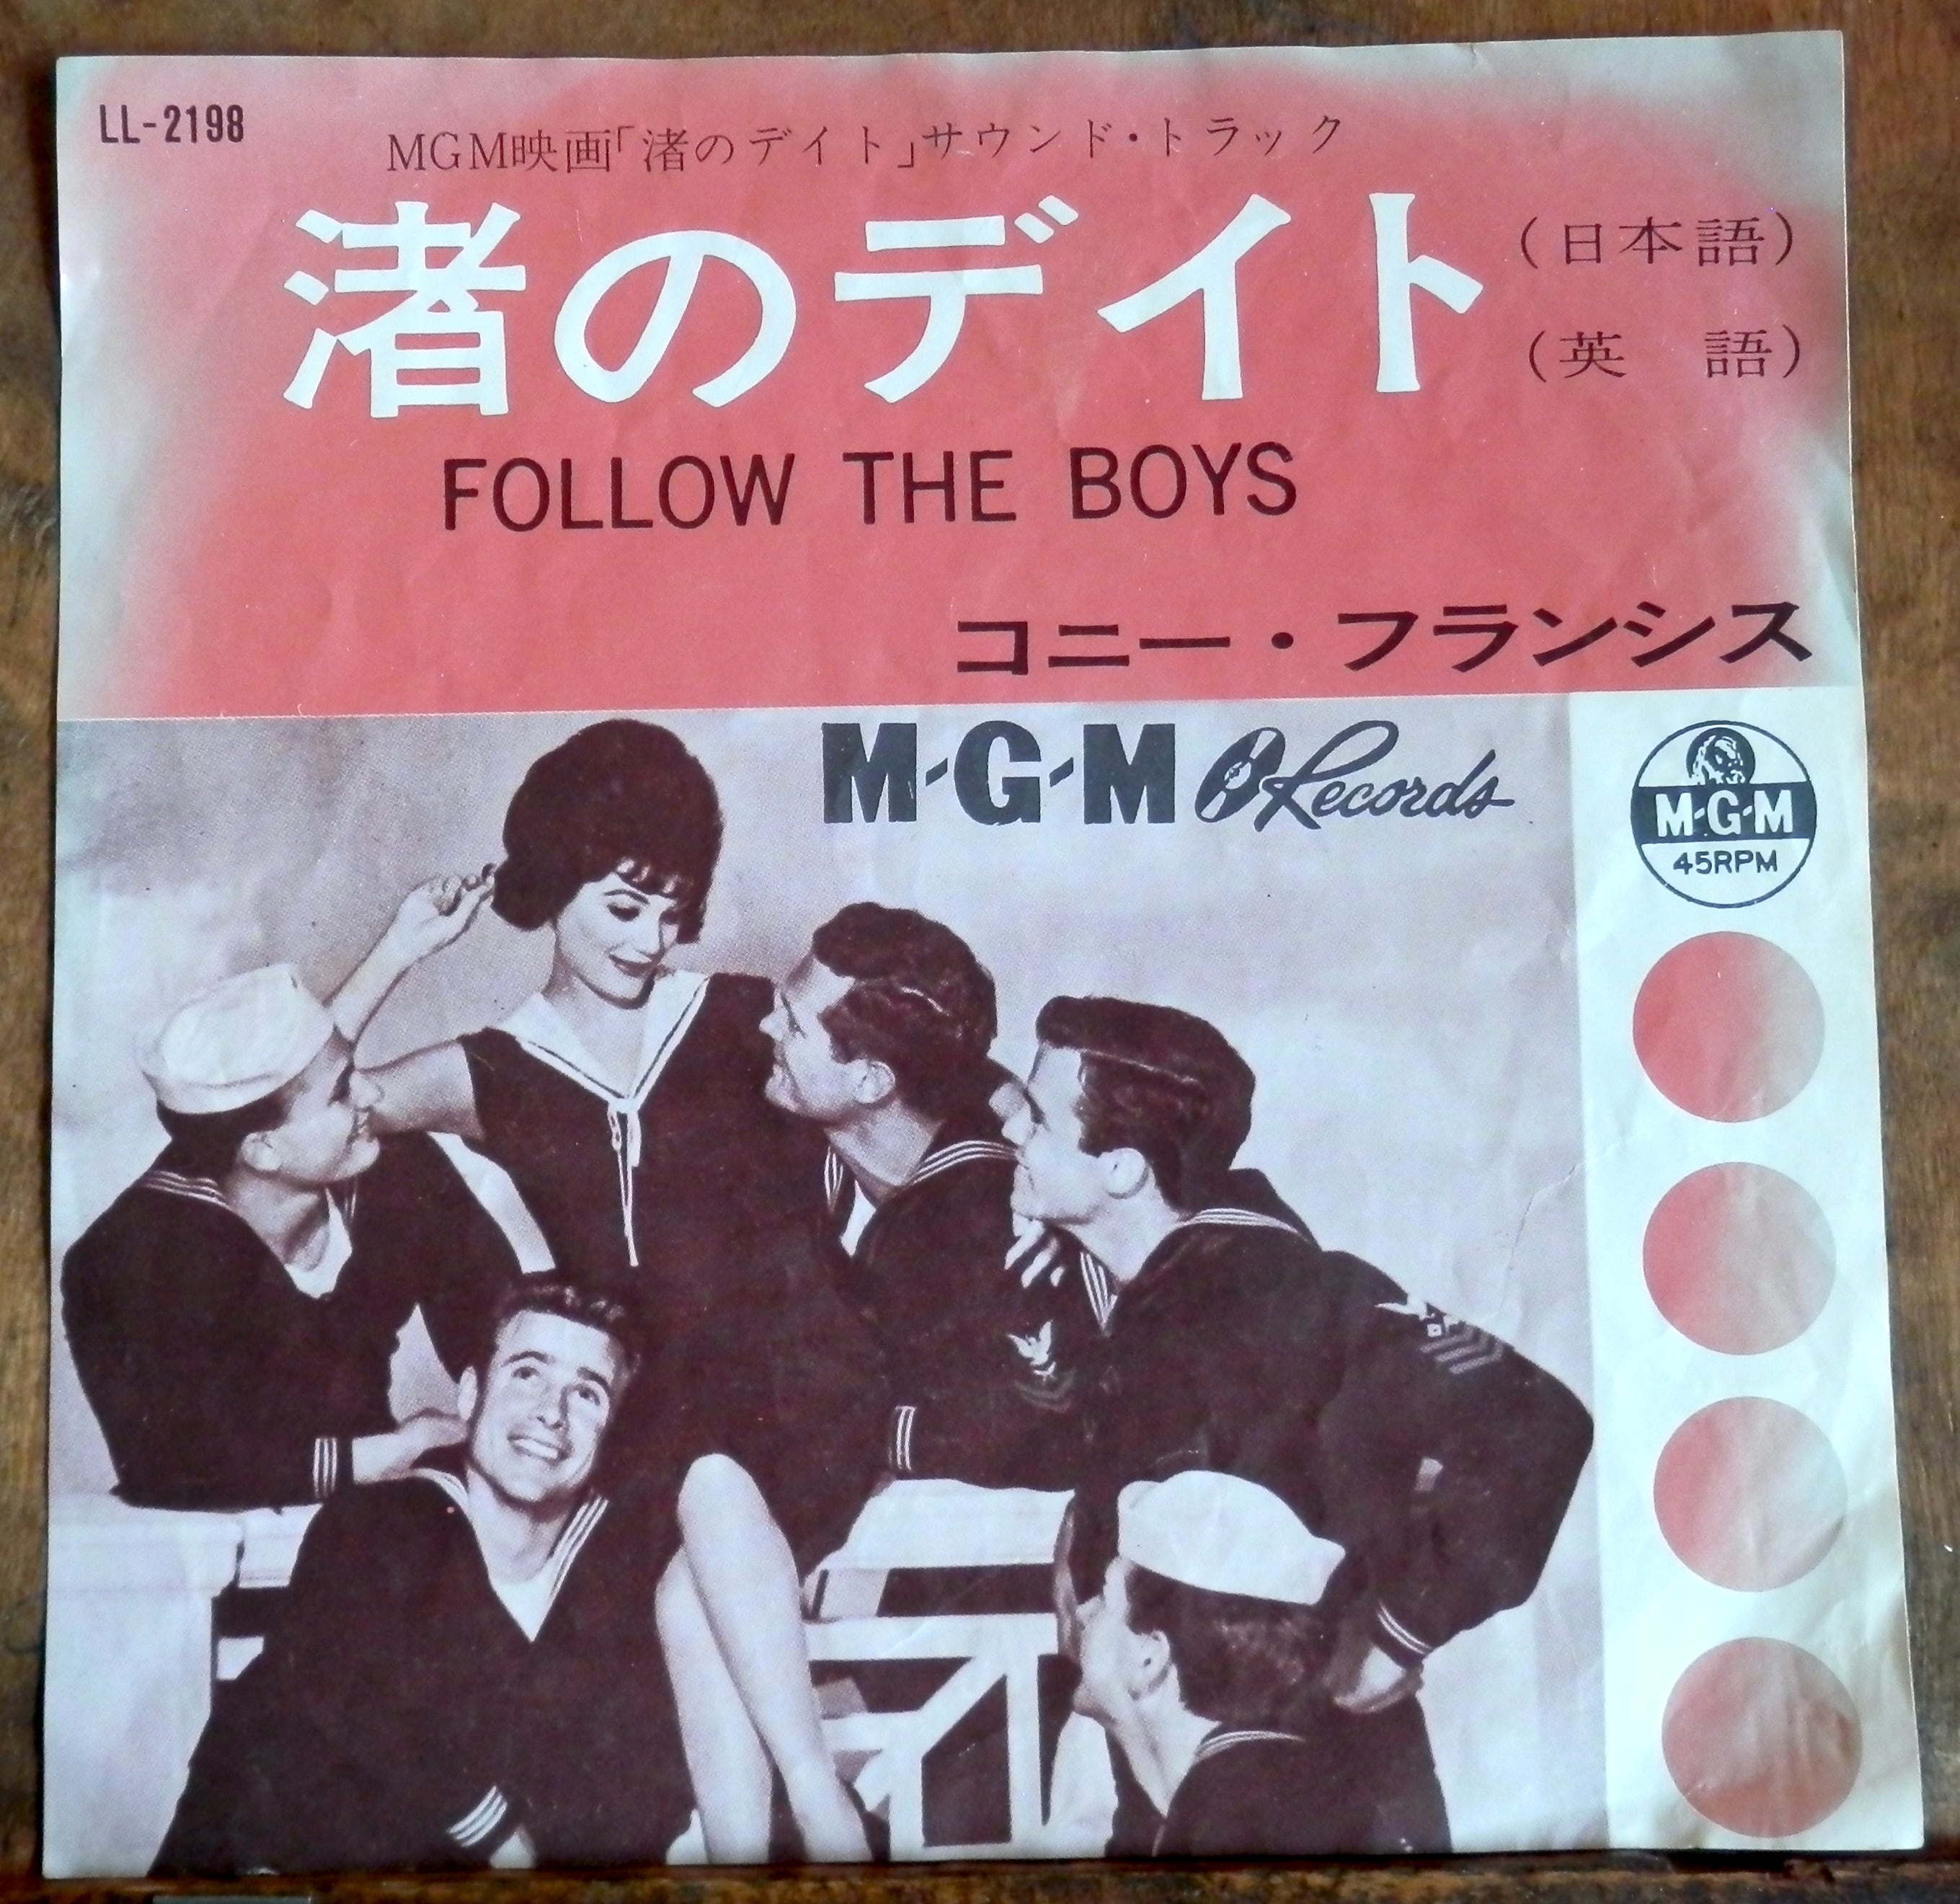 LL-2198
MGM映画「渚のデイト」サウンド・トラック
渚のデイト
(日本語)
(英 語)
FOLLOW THE BOYS
コニー・フランシス
M-G-M Records
M-G-M
45RPM